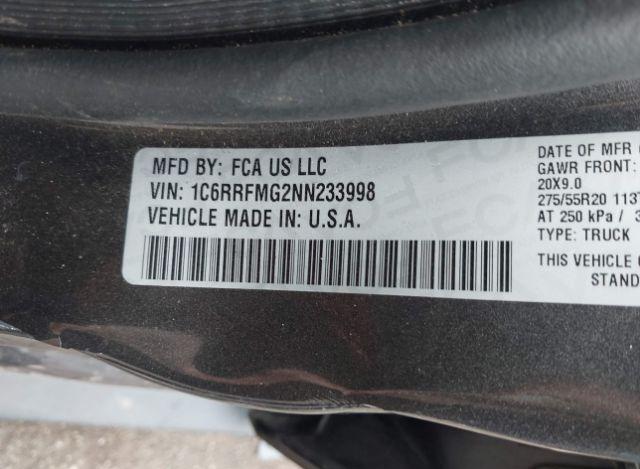 MFD BY: FCA US LLC
VIN: 1C6RRFMG2NN233998
VEHICLE MADE IN: U.S.A.
DATE OF MFR
GAWR FRONT:
20X9.0
275/55R20 113T
AT 250 kPa /
TYPE: TRUCK
THIS VEHICLE
STAND